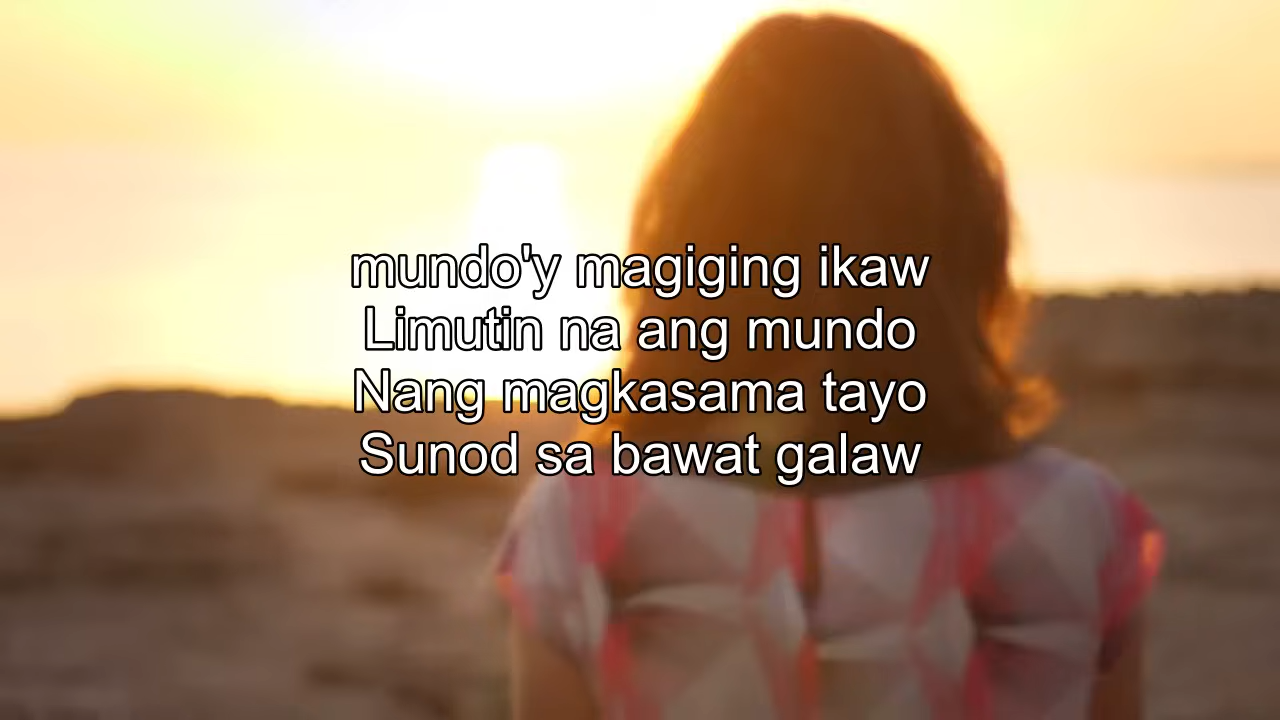 mundo'y magiging ikaw
Limutin na ang mundo
Nang magkasama tayo
Sunod sa bawat galaw